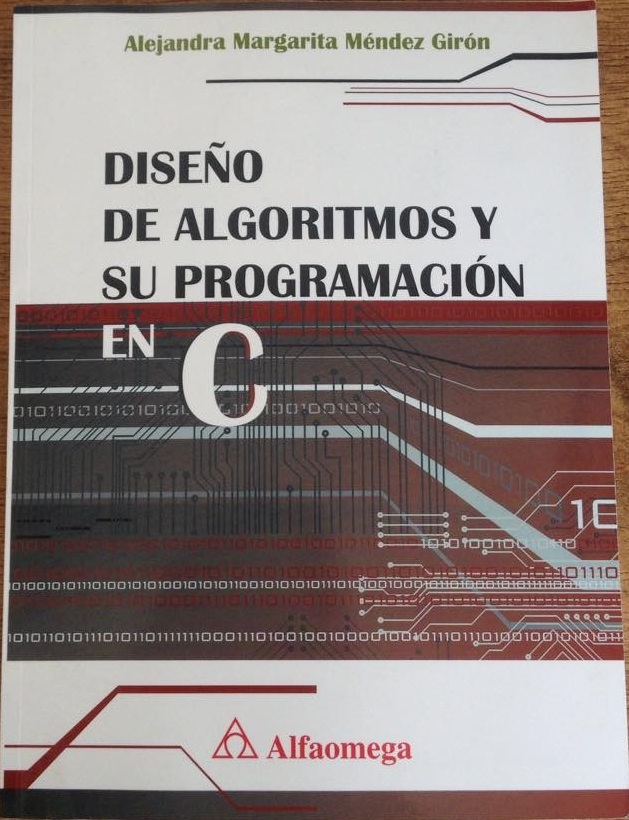 Alejandra Margarita Méndez Girón
DISEÑO
DE ALGORITMOS Y
SU PROGRAMACIÓN
EN C
Alfaomega